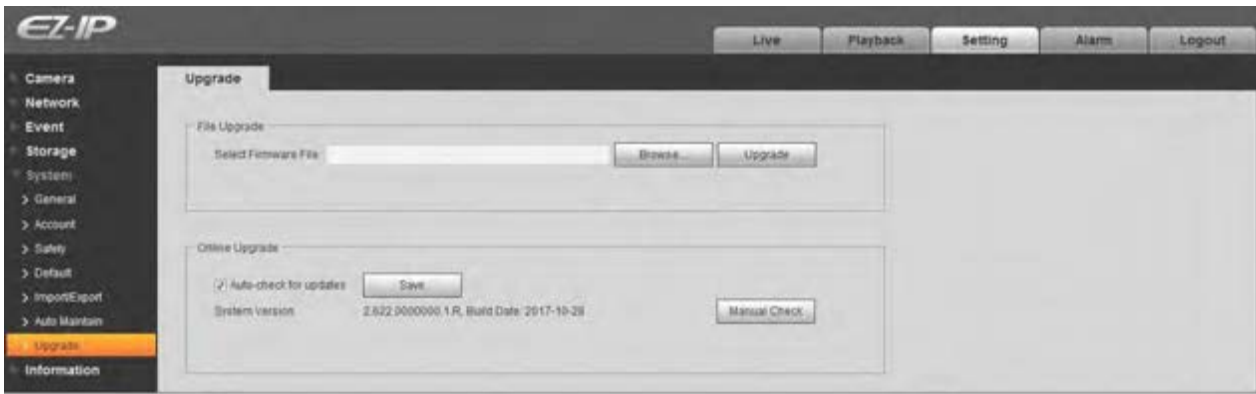 EZ-IP
Live
Playback
Setting
Alarm
Logout
Camera
Network
Event
Storage
System
General
Account
Safety
Default
Import/Export
Auto Maintain
Upgrade
Information
Upgrade
File Upgrade
Select Firmware File
Browse...
Upgrade
Online Upgrade
Auto-check for updates
Save
System Version
2.622.0000000.1.R, Build Date: 2017-10-28
Manual Check